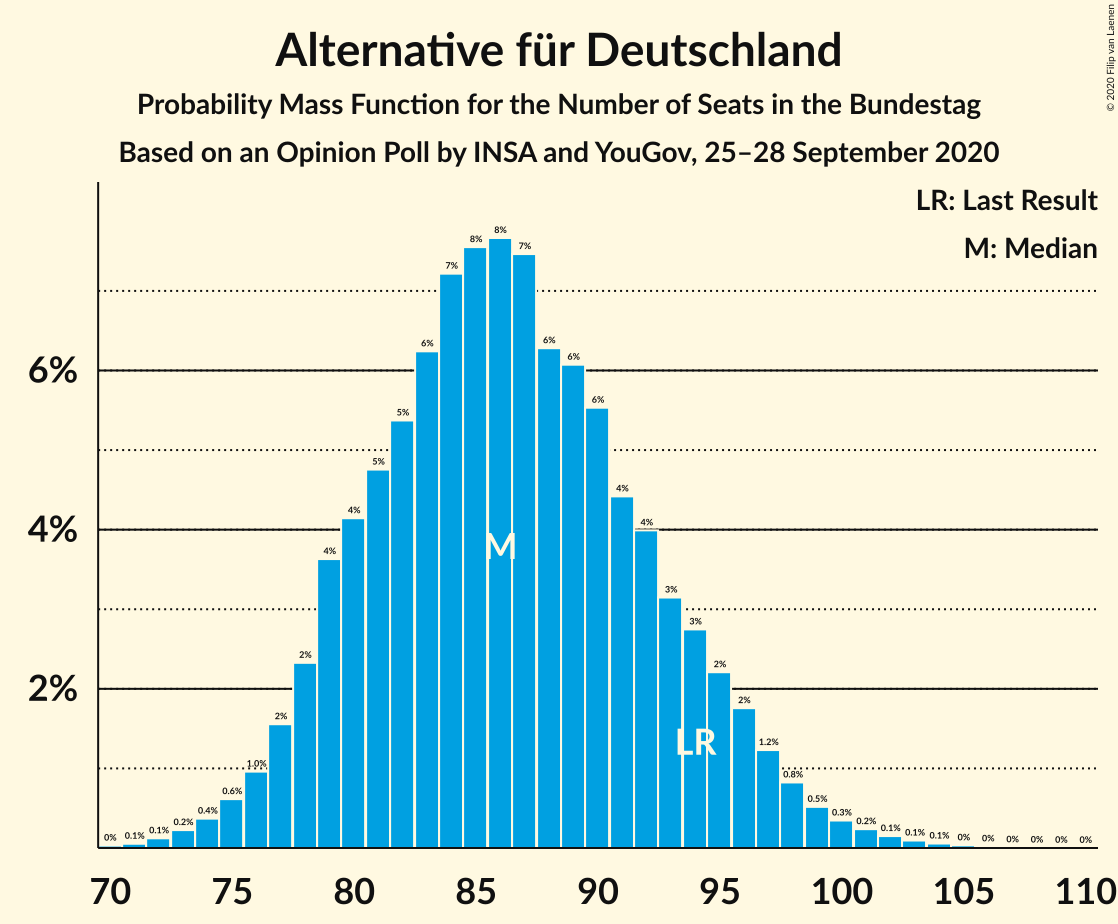 Alternative für Deutschland
Probability Mass Function for the Number of Seats in the Bundestag
Based on an Opinion Poll by INSA and YouGov, 25–28 September 2020
© 2020 Filip van Laenen
LR: Last Result
M: Median
6%
4%
2%
0% 0.1% 0.1% 0.2% 0.4% 0.6% 1.0% 2% 2% 4% 4% 5% 5% 6% 7% 8% 8% 7% 6% 6% 6% 4% 4% 3% 3% 2% 2% 1.2% 0.8% 0.5% 0.3% 0.2% 0.1% 0.1% 0.1% 0% 0% 0% 0% 0% 0%
M
LR
70 75 80 85 90 95 100 105 110